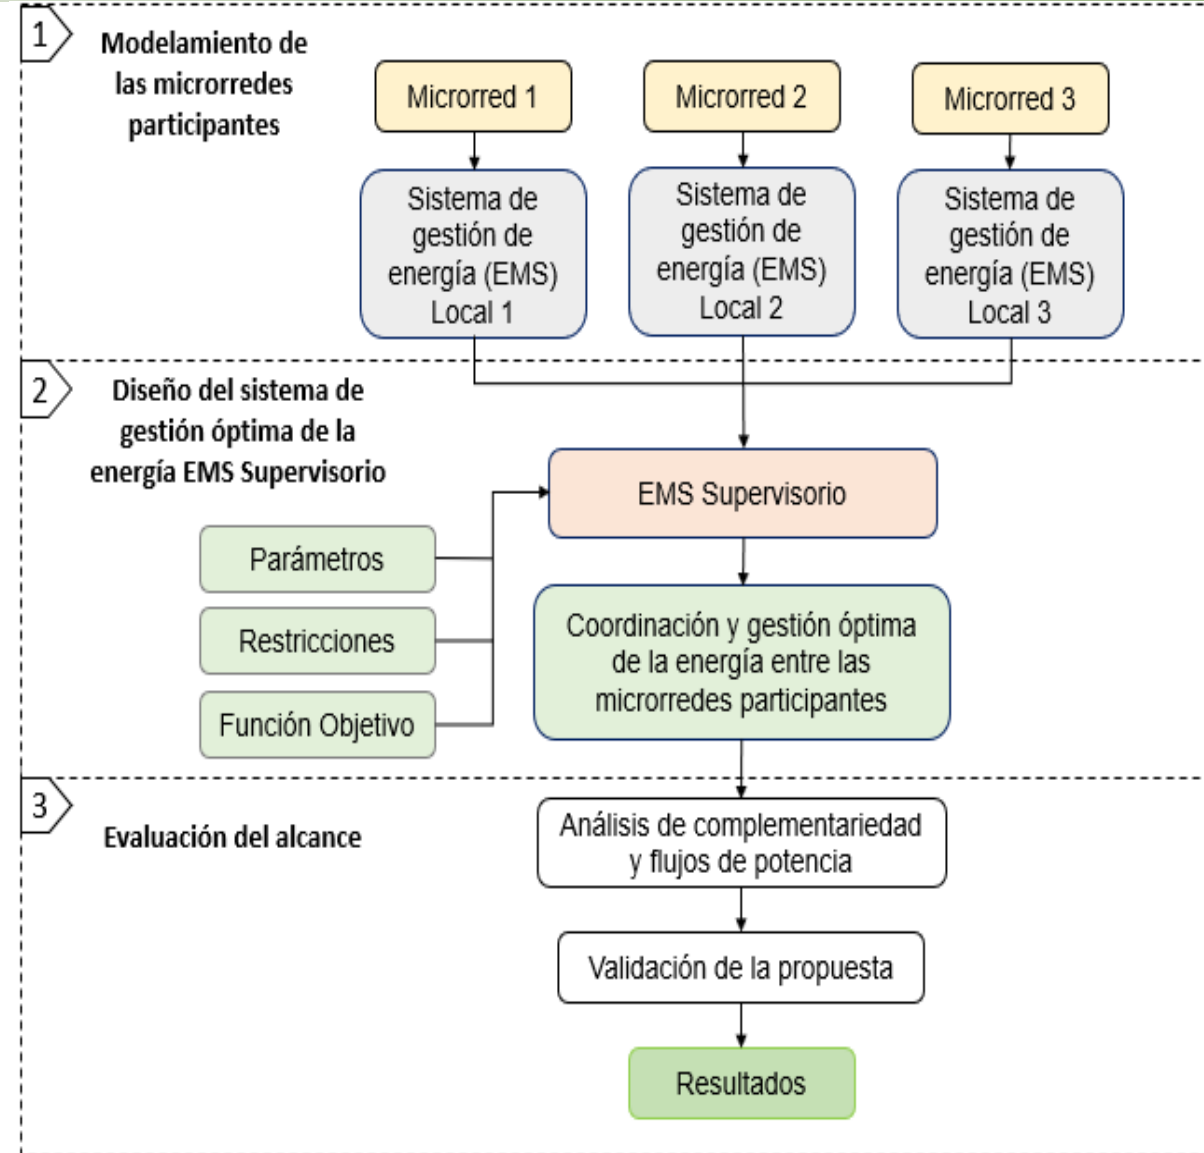 1
Modelamiento de
las microrredes
participantes
Microrred 1
Microrred 2
Microrred 3
Sistema de
gestión de
energía (EMS)
Local 1
Sistema de
gestión de
energía (EMS)
Local 2
Sistema de
gestión de
energía (EMS)
Local 3
2
Diseño del sistema de
gestión óptima de la
energía EMS Supervisorio
EMS Supervisorio
Parámetros
Restricciones
Función Objetivo
Coordinación y gestión óptima
de la energía entre las
microrredes participantes
3
Evaluación del alcance
Análisis de complementariedad
y flujos de potencia
Validación de la propuesta
Resultados